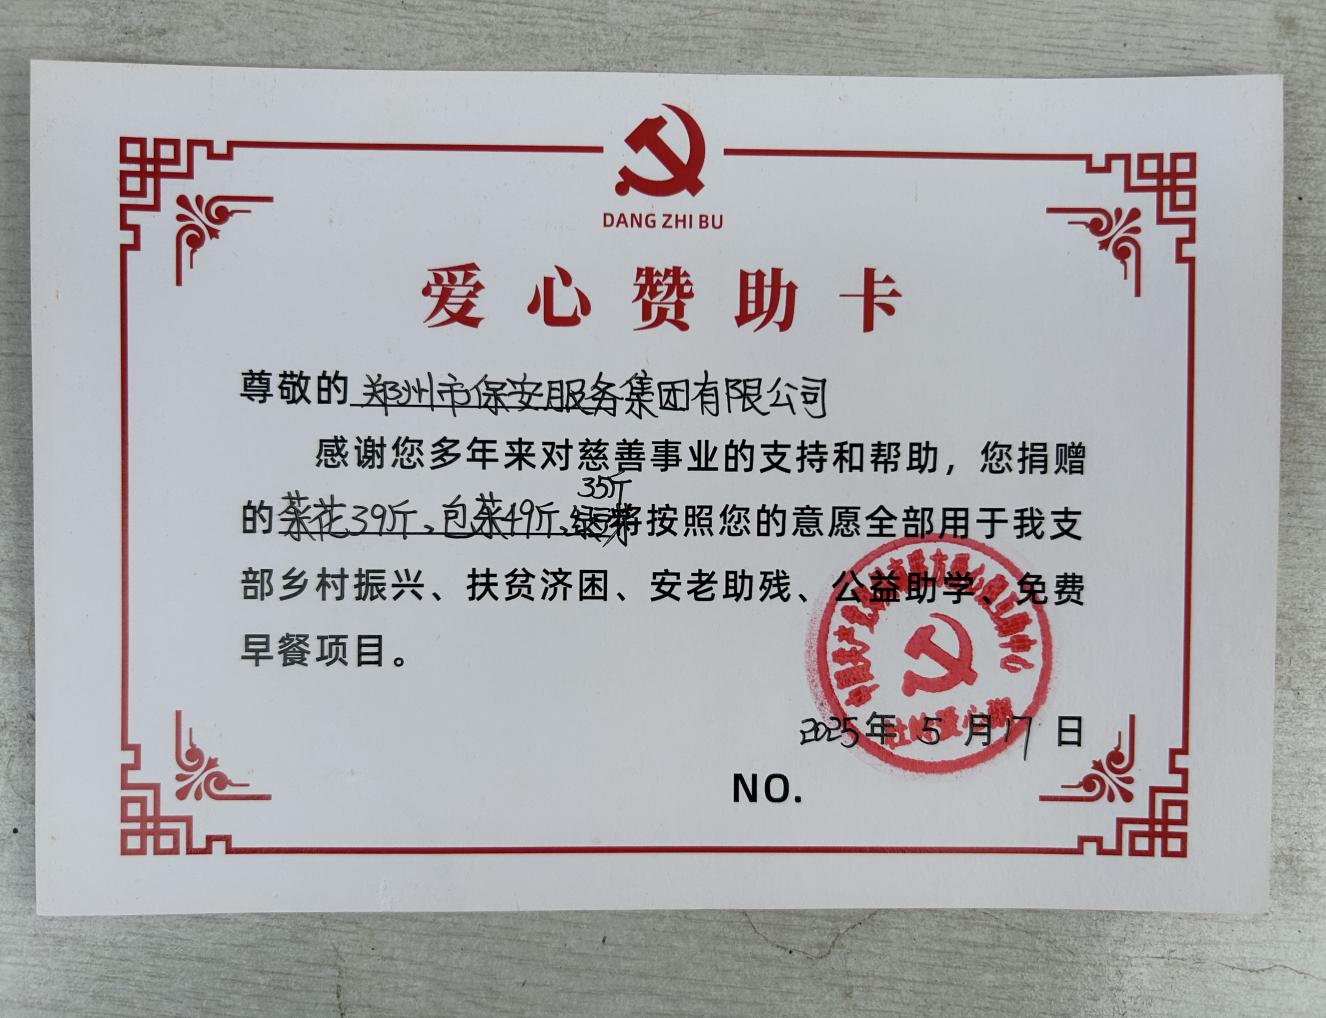 DANG ZHI BU
爱心赞助卡
尊敬的 郑州市保安服务集团有限公司
感谢您多年来对慈善事业的支持和帮助，您捐赠
35斤
的菜花39斤、包菜49斤、绿豆芽将按照您的意愿全部用于我支
部乡村振兴、扶贫济困、安老助残、公益助学、免费
早餐项目。
2025年5月17日
NO.